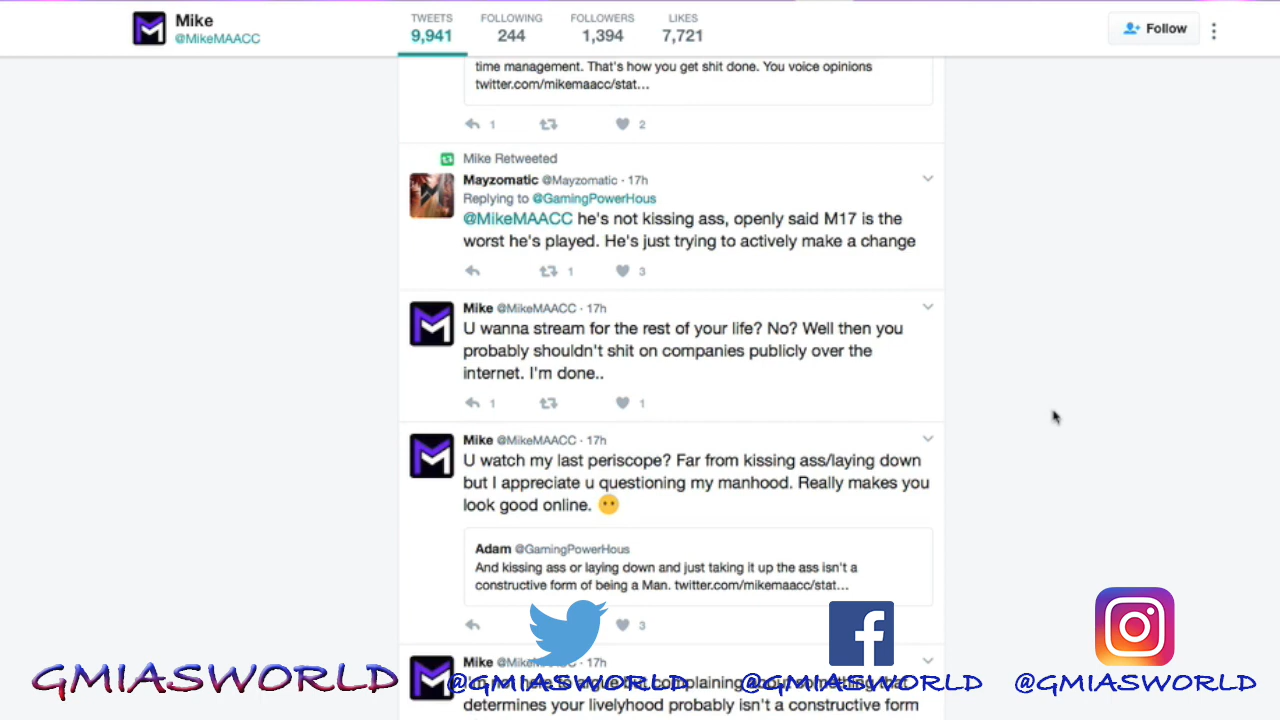 Mike
@MikeMAACC
TWEETS
9,941
FOLLOWING
244
FOLLOWERS
1,394
LIKES
7,721
Follow
time management. That's how you get shit done. You voice opinions
twitter.com/mikemaacc/stat...
1
2
Mike Retweeted
Mayzomatic @Mayzomatic · 17h
Replying to @GamingPowerHous
@MikeMAACC he's not kissing ass, openly said M17 is the
worst he's played. He's just trying to actively make a change
1
3
Mike @MikeMAACC · 17h
U wanna stream for the rest of your life? No? Well then you
probably shouldn't shit on companies publicly over the
internet. I'm done..
1
1
Mike @MikeMAACC · 17h
U watch my last periscope? Far from kissing ass/laying down
but I appreciate u questioning my manhood. Really makes you
look good online. 😶
Adam @GamingPowerHous
And kissing ass or laying down and just taking it up the ass isn't a
constructive form of being a Man. twitter.com/mikemaacc/stat...
3
Mike @MikeMAACC · 17h
complaining about something that
determines your livelyhood probably isn't a constructive form
GMIASWORLD
@GMIASWORLD
@GMIASWORLD
@GMIASWORLD